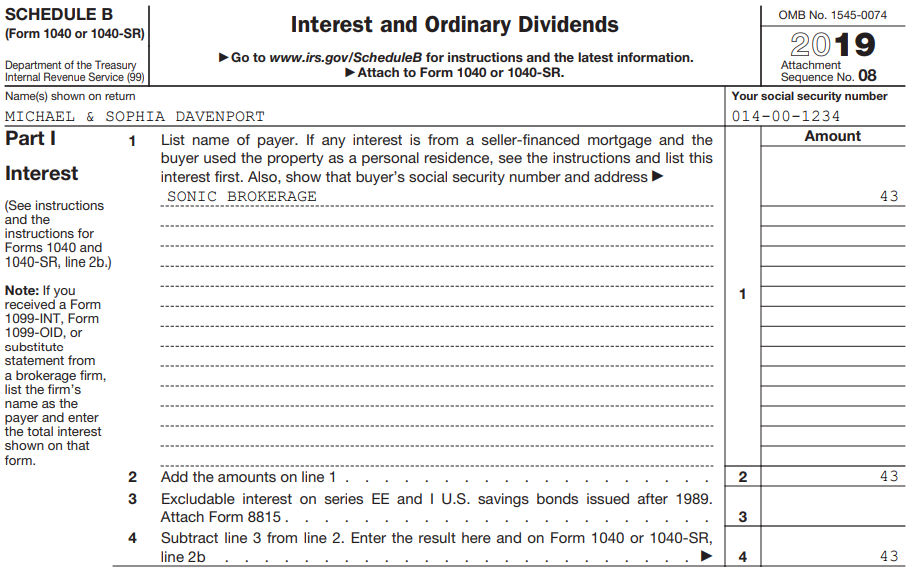 SCHEDULE B
(Form 1040 or 1040-SR)
Department of the Treasury
Internal Revenue Service (99)
Interest and Ordinary Dividends
▶ Go to www.irs.gov/ScheduleB for instructions and the latest information.
▶ Attach to Form 1040 or 1040-SR.
OMB No. 1545-0074
2019
Attachment
Sequence No. 08
Name(s) shown on return
MICHAEL & SOPHIA DAVENPORT
Your social security number
014-00-1234
Part I
Interest
(See instructions
and the
instructions for
Forms 1040 and
1040-SR, line 2b.)
Note: If you
received a Form
1099-INT, Form
1099-OID, or
substitute
statement from
a brokerage firm,
list the firm's
name as the
payer and enter
the total interest
shown on that
form.
Amount
1 List name of payer. If any interest is from a seller-financed mortgage and the
buyer used the property as a personal residence, see the instructions and list this
interest first. Also, show that buyer's social security number and address ▶
SONIC BROKERAGE 43
1
2 Add the amounts on line 1 . . . . . . . . . . . . . . . . . . . 2 43
3 Excludable interest on series EE and I U.S. savings bonds issued after 1989.
Attach Form 8815 . . . . . . . . . . . . . . . . . . . . . 3
4 Subtract line 3 from line 2. Enter the result here and on Form 1040 or 1040-SR,
line 2b . . . . . . . . . . . . . . . . . . . . . . . . ▶ 4 43